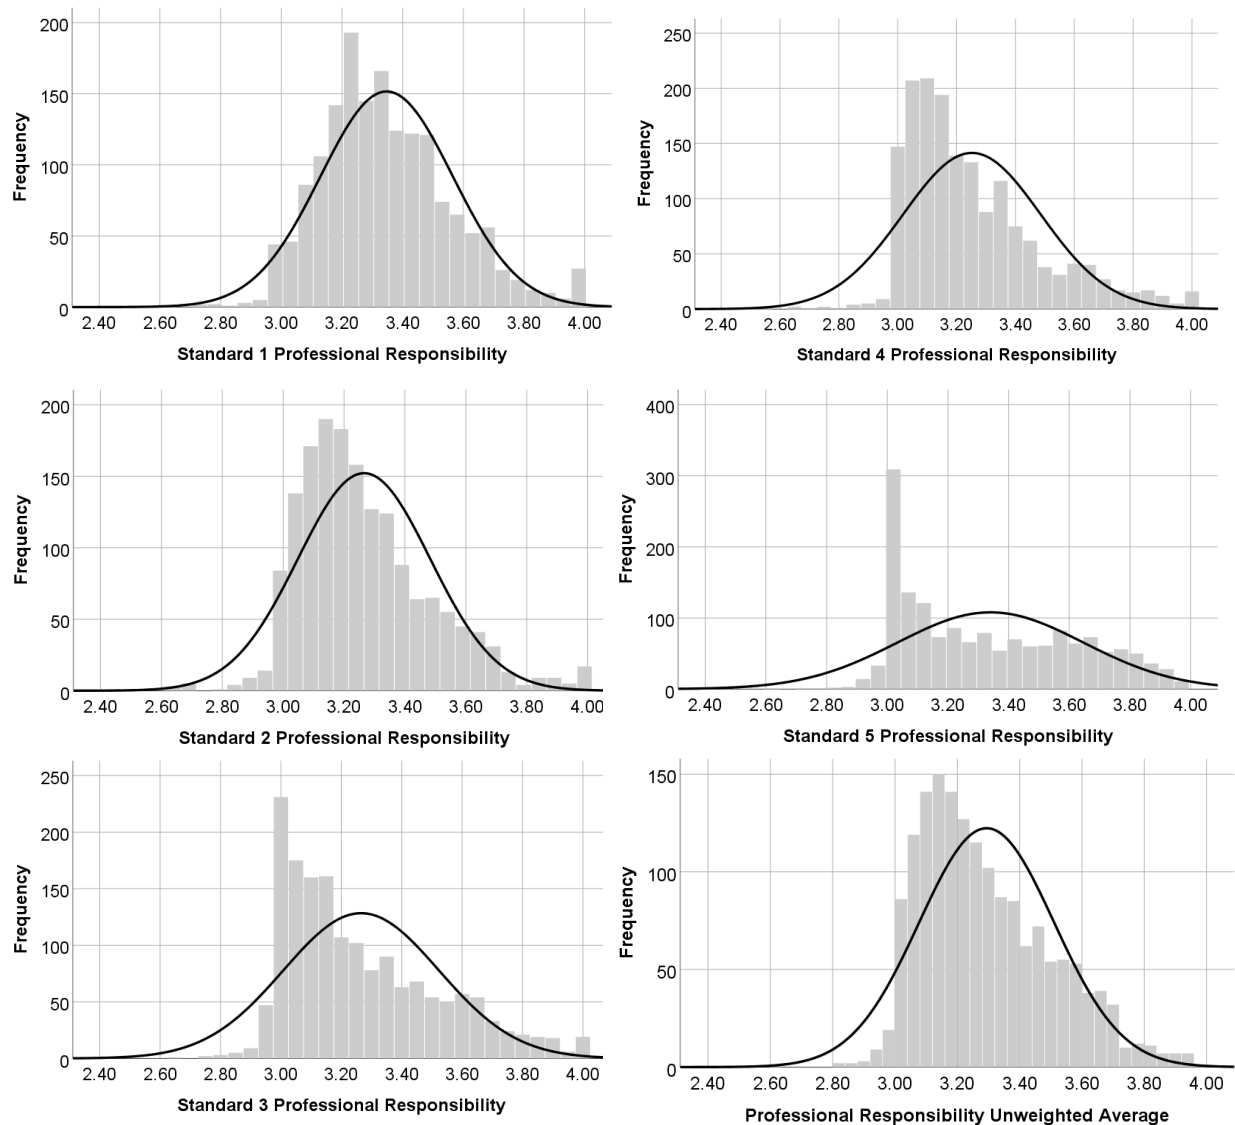 200
150
100
50
0
Frequency
2.40 2.60 2.80 3.00 3.20 3.40 3.60 3.80 4.00
Standard 1 Professional Responsibility
250
200
150
100
50
0
Frequency
2.40 2.60 2.80 3.00 3.20 3.40 3.60 3.80 4.00
Standard 4 Professional Responsibility
200
150
100
50
0
Frequency
2.40 2.60 2.80 3.00 3.20 3.40 3.60 3.80 4.00
Standard 2 Professional Responsibility
400
300
200
100
0
Frequency
2.40 2.60 2.80 3.00 3.20 3.40 3.60 3.80 4.00
Standard 5 Professional Responsibility
250
200
150
100
50
0
Frequency
2.40 2.60 2.80 3.00 3.20 3.40 3.60 3.80 4.00
Standard 3 Professional Responsibility
150
100
50
0
Frequency
2.40 2.60 2.80 3.00 3.20 3.40 3.60 3.80 4.00
Professional Responsibility Unweighted Average